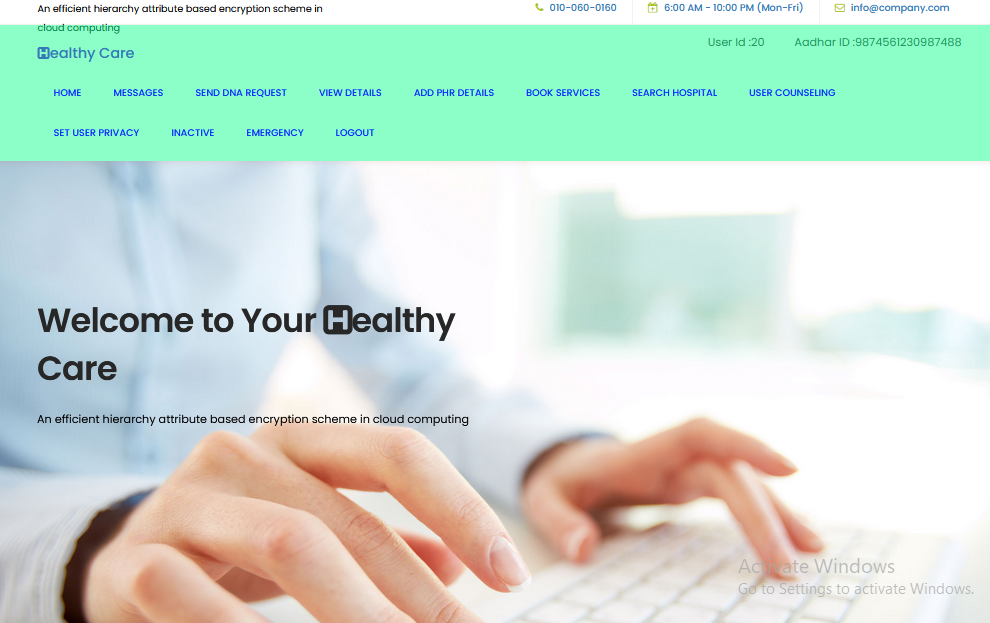 An efficient hierarchy attribute based encryption scheme in
cloud computing
010-060-0160
6:00 AM - 10:00 PM (Mon-Fri)
info@company.com
Healthy Care
User Id :20
Aadhar ID :9874561230987488
HOME MESSAGES SEND DNA REQUEST VIEW DETAILS ADD PHR DETAILS BOOK SERVICES SEARCH HOSPITAL USER COUNSELING
SET USER PRIVACY INACTIVE EMERGENCY LOGOUT
Welcome to Your Healthy
Care
An efficient hierarchy attribute based encryption scheme in cloud computing
Activate Windows
Go to Settings to activate Windows.